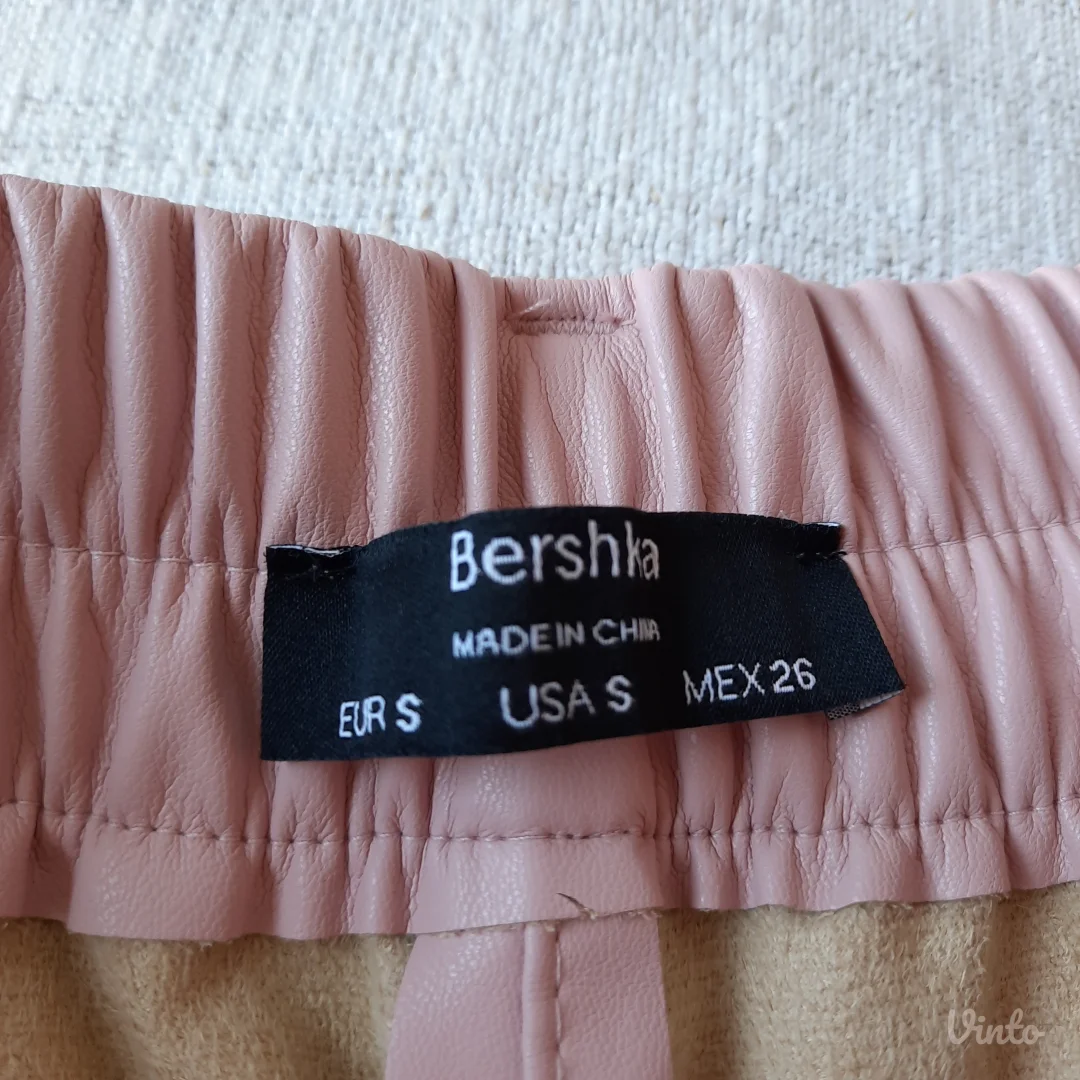 Bershka
MADE IN CHINA
EUR S USA S MEX 26
Vinto